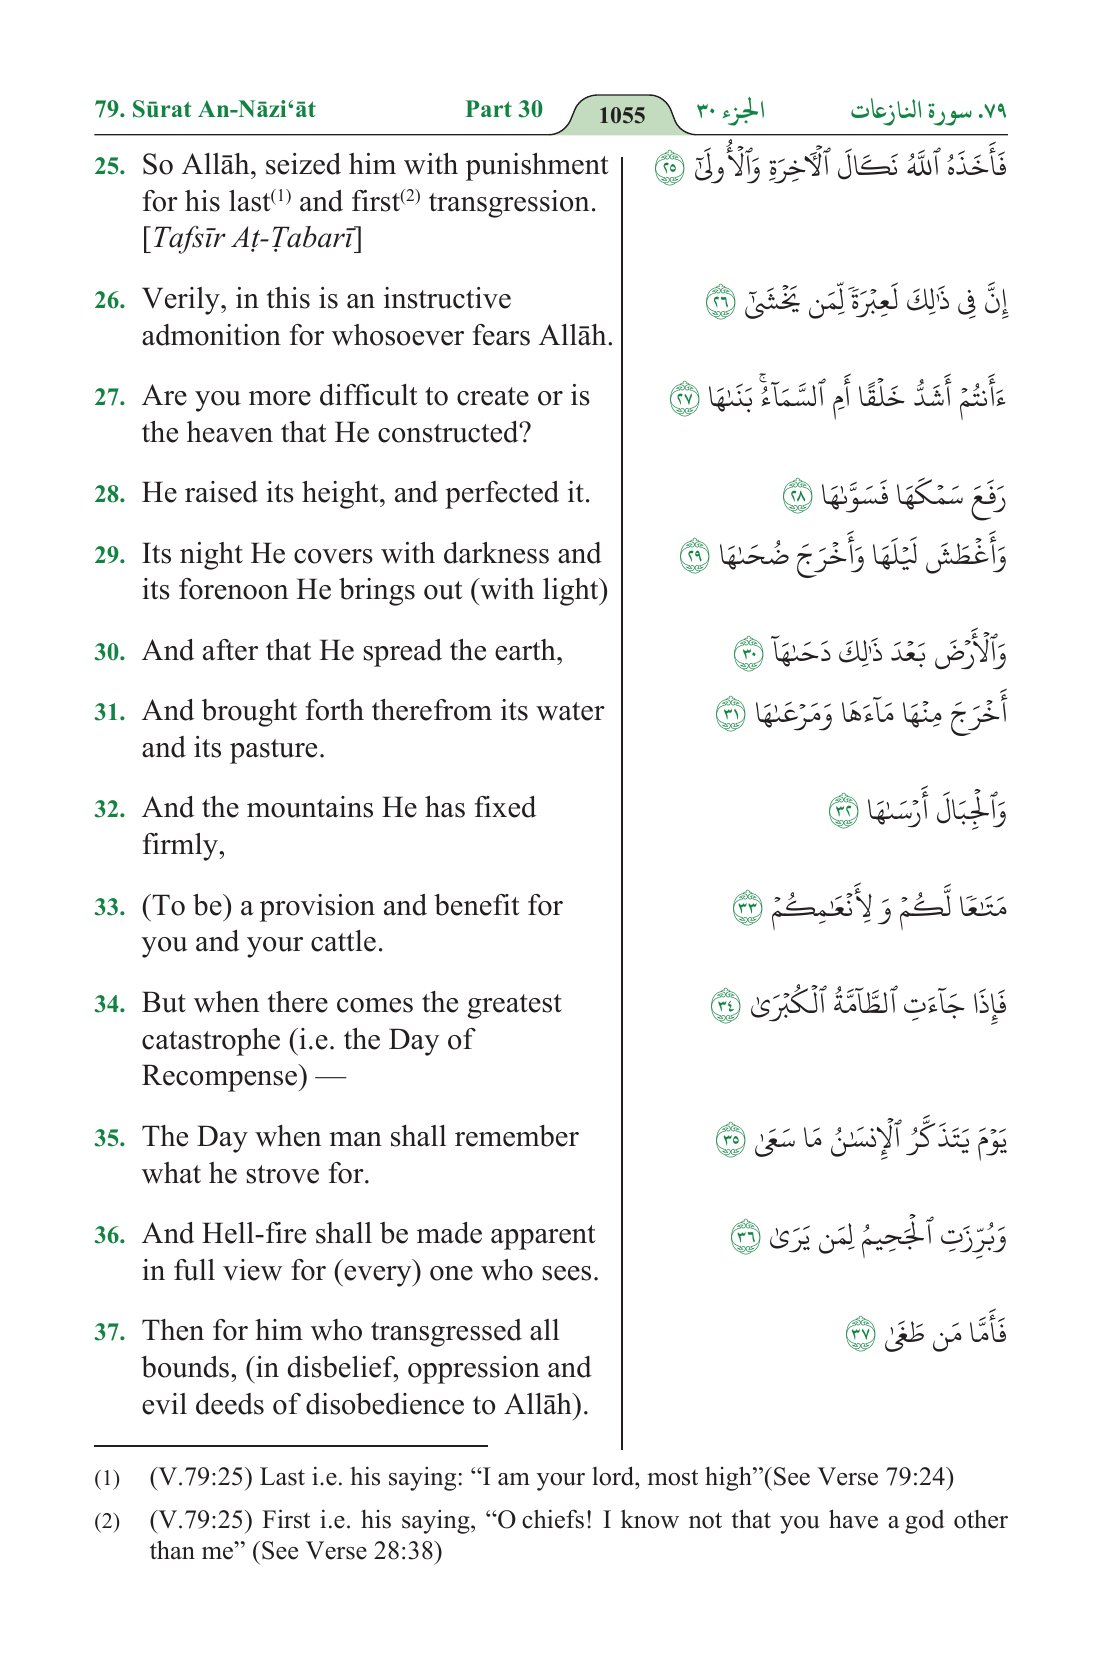 79. Sūrat An-Nāzi‘āt Part 30 1055 الجزء ٣٠ ٧٩. سورة النازعات
25. So Allāh, seized him with punishment
for his last(1) and first(2) transgression.
[Tafsīr Aṭ-Ṭabarī]
فَأَخَذَهُ ٱللَّهُ نَكَالَ ٱلْأَٓخِرَةِ وَٱلْأُولَىٰٓ ٢٥
26. Verily, in this is an instructive
admonition for whosoever fears Allāh.
إِنَّ فِى ذَٰلِكَ لَعِبْرَةً لِّمَن يَخْشَىٰٓ ٢٦
27. Are you more difficult to create or is
the heaven that He constructed?
ءَأَنتُمْ أَشَدُّ خَلْقًا أَمِ ٱلسَّمَآءُ ۚ بَنَىٰهَا ٢٧
28. He raised its height, and perfected it.
رَفَعَ سَمْكَهَا فَسَوَّىٰهَا ٢٨
29. Its night He covers with darkness and
its forenoon He brings out (with light)
وَأَغْطَشَ لَيْلَهَا وَأَخْرَجَ ضُحَىٰهَا ٢٩
30. And after that He spread the earth,
وَٱلْأَرْضَ بَعْدَ ذَٰلِكَ دَحَىٰهَآ ٣٠
31. And brought forth therefrom its water
and its pasture.
أَخْرَجَ مِنْهَا مَآءَهَا وَمَرْعَىٰهَا ٣١
32. And the mountains He has fixed
firmly,
وَٱلْجِبَالَ أَرْسَىٰهَا ٣٢
33. (To be) a provision and benefit for
you and your cattle.
مَتَـٰعًا لَّكُمْ وَ لِأَنْعَـٰمِكُمْ ٣٣
34. But when there comes the greatest
catastrophe (i.e. the Day of
Recompense) —
فَإِذَا جَآءَتِ ٱلطَّآمَّةُ ٱلْكُبْرَىٰ ٣٤
35. The Day when man shall remember
what he strove for.
يَوْمَ يَتَذَكَّرُ ٱلْإِنسَـٰنُ مَا سَعَىٰ ٣٥
36. And Hell-fire shall be made apparent
in full view for (every) one who sees.
وَبُرِّزَتِ ٱلْجَحِيمُ لِمَن يَرَىٰ ٣٦
37. Then for him who transgressed all
bounds, (in disbelief, oppression and
evil deeds of disobedience to Allāh).
فَأَمَّا مَن طَغَىٰ ٣٧
(1) (V.79:25) Last i.e. his saying: “I am your lord, most high”(See Verse 79:24)
(2) (V.79:25) First i.e. his saying, “O chiefs! I know not that you have a god other
than me” (See Verse 28:38)